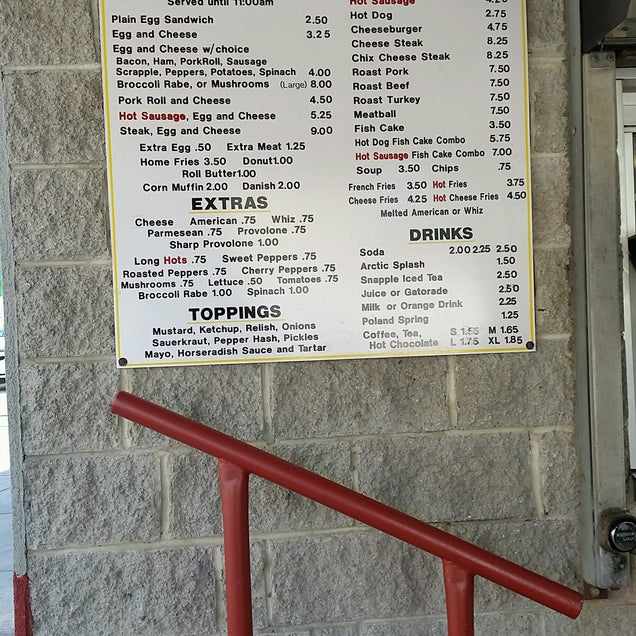 Served until 11:00am
Plain Egg Sandwich 2.50
Egg and Cheese 3.25
Egg and Cheese w/choice
Bacon, Ham, PorkRoll, Sausage
Scrapple, Peppers, Potatoes, Spinach 4.00
Broccoli Rabe, or Mushrooms (Large) 8.00
Pork Roll and Cheese 4.50
Hot Sausage, Egg and Cheese 5.25
Steak, Egg and Cheese 9.00
Extra Egg .50 Extra Meat 1.25
Home Fries 3.50 Donut1.00
Roll Butter1.00
Corn Muffin 2.00 Danish 2.00
EXTRAS
Cheese American .75 Whiz .75
Parmesean .75 Provolone .75
Sharp Provolone 1.00
Long Hots .75 Sweet Peppers .75
Roasted Peppers .75 Cherry Peppers .75
Mushrooms .75 Lettuce .50 Tomatoes .75
Broccoli Rabe 1.00 Spinach 1.00
TOPPINGS
Mustard, Ketchup, Relish, Onions
Sauerkraut, Pepper Hash, Pickles
Mayo, Horseradish Sauce and Tartar
Hot Sausage
Hot Dog 2.75
Cheeseburger 4.75
Cheese Steak 8.25
Chix Cheese Steak 8.25
Roast Pork 7.50
Roast Beef 7.50
Roast Turkey 7.50
Meatball 7.50
Fish Cake 3.50
Hot Dog Fish Cake Combo 5.75
Hot Sausage Fish Cake Combo 7.00
Soup 3.50 Chips .75
French Fries 3.50 Hot Fries 3.75
Cheese Fries 4.25 Hot Cheese Fries 4.50
Melted American or Whiz
DRINKS
Soda 2.00 2.25 2.50
Arctic Splash 1.50
Snapple Iced Tea 2.50
Juice or Gatorade 2.50
Milk or Orange Drink 2.25
Poland Spring 1.25
Coffee, Tea, S 1.55 M 1.65
Hot Chocolate L 1.75 XL 1.85